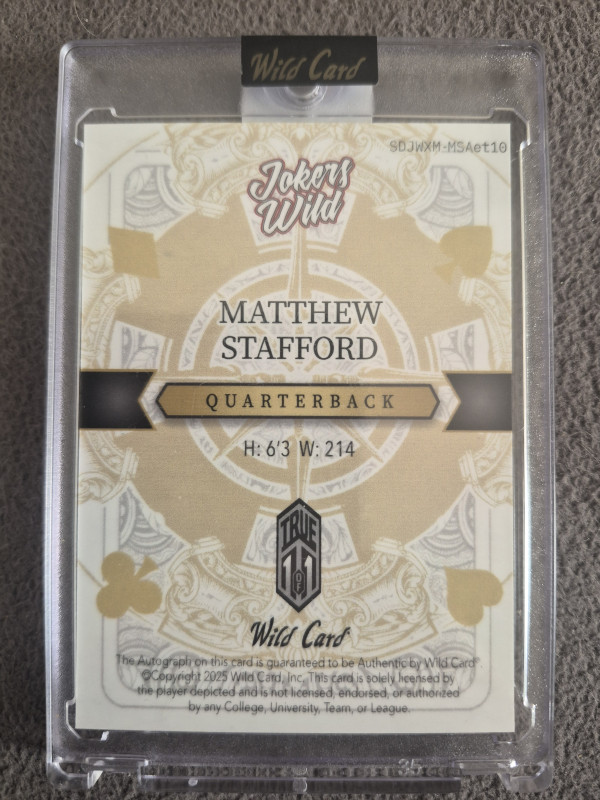 Wild Card
SDJWXM-MSAet10
Jokers
Wild
MATTHEW
STAFFORD
QUARTERBACK
H: 6'3 W: 214
TRUE
1 OF 1
Wild Card
The Autograph on this card is guaranteed to be Authentic by Wild Card®.
©Copyright 2025 Wild Card, Inc. This card is solely licensed by
the player depicted and is not licensed, endorsed, or authorized
by any College, University, Team, or League.